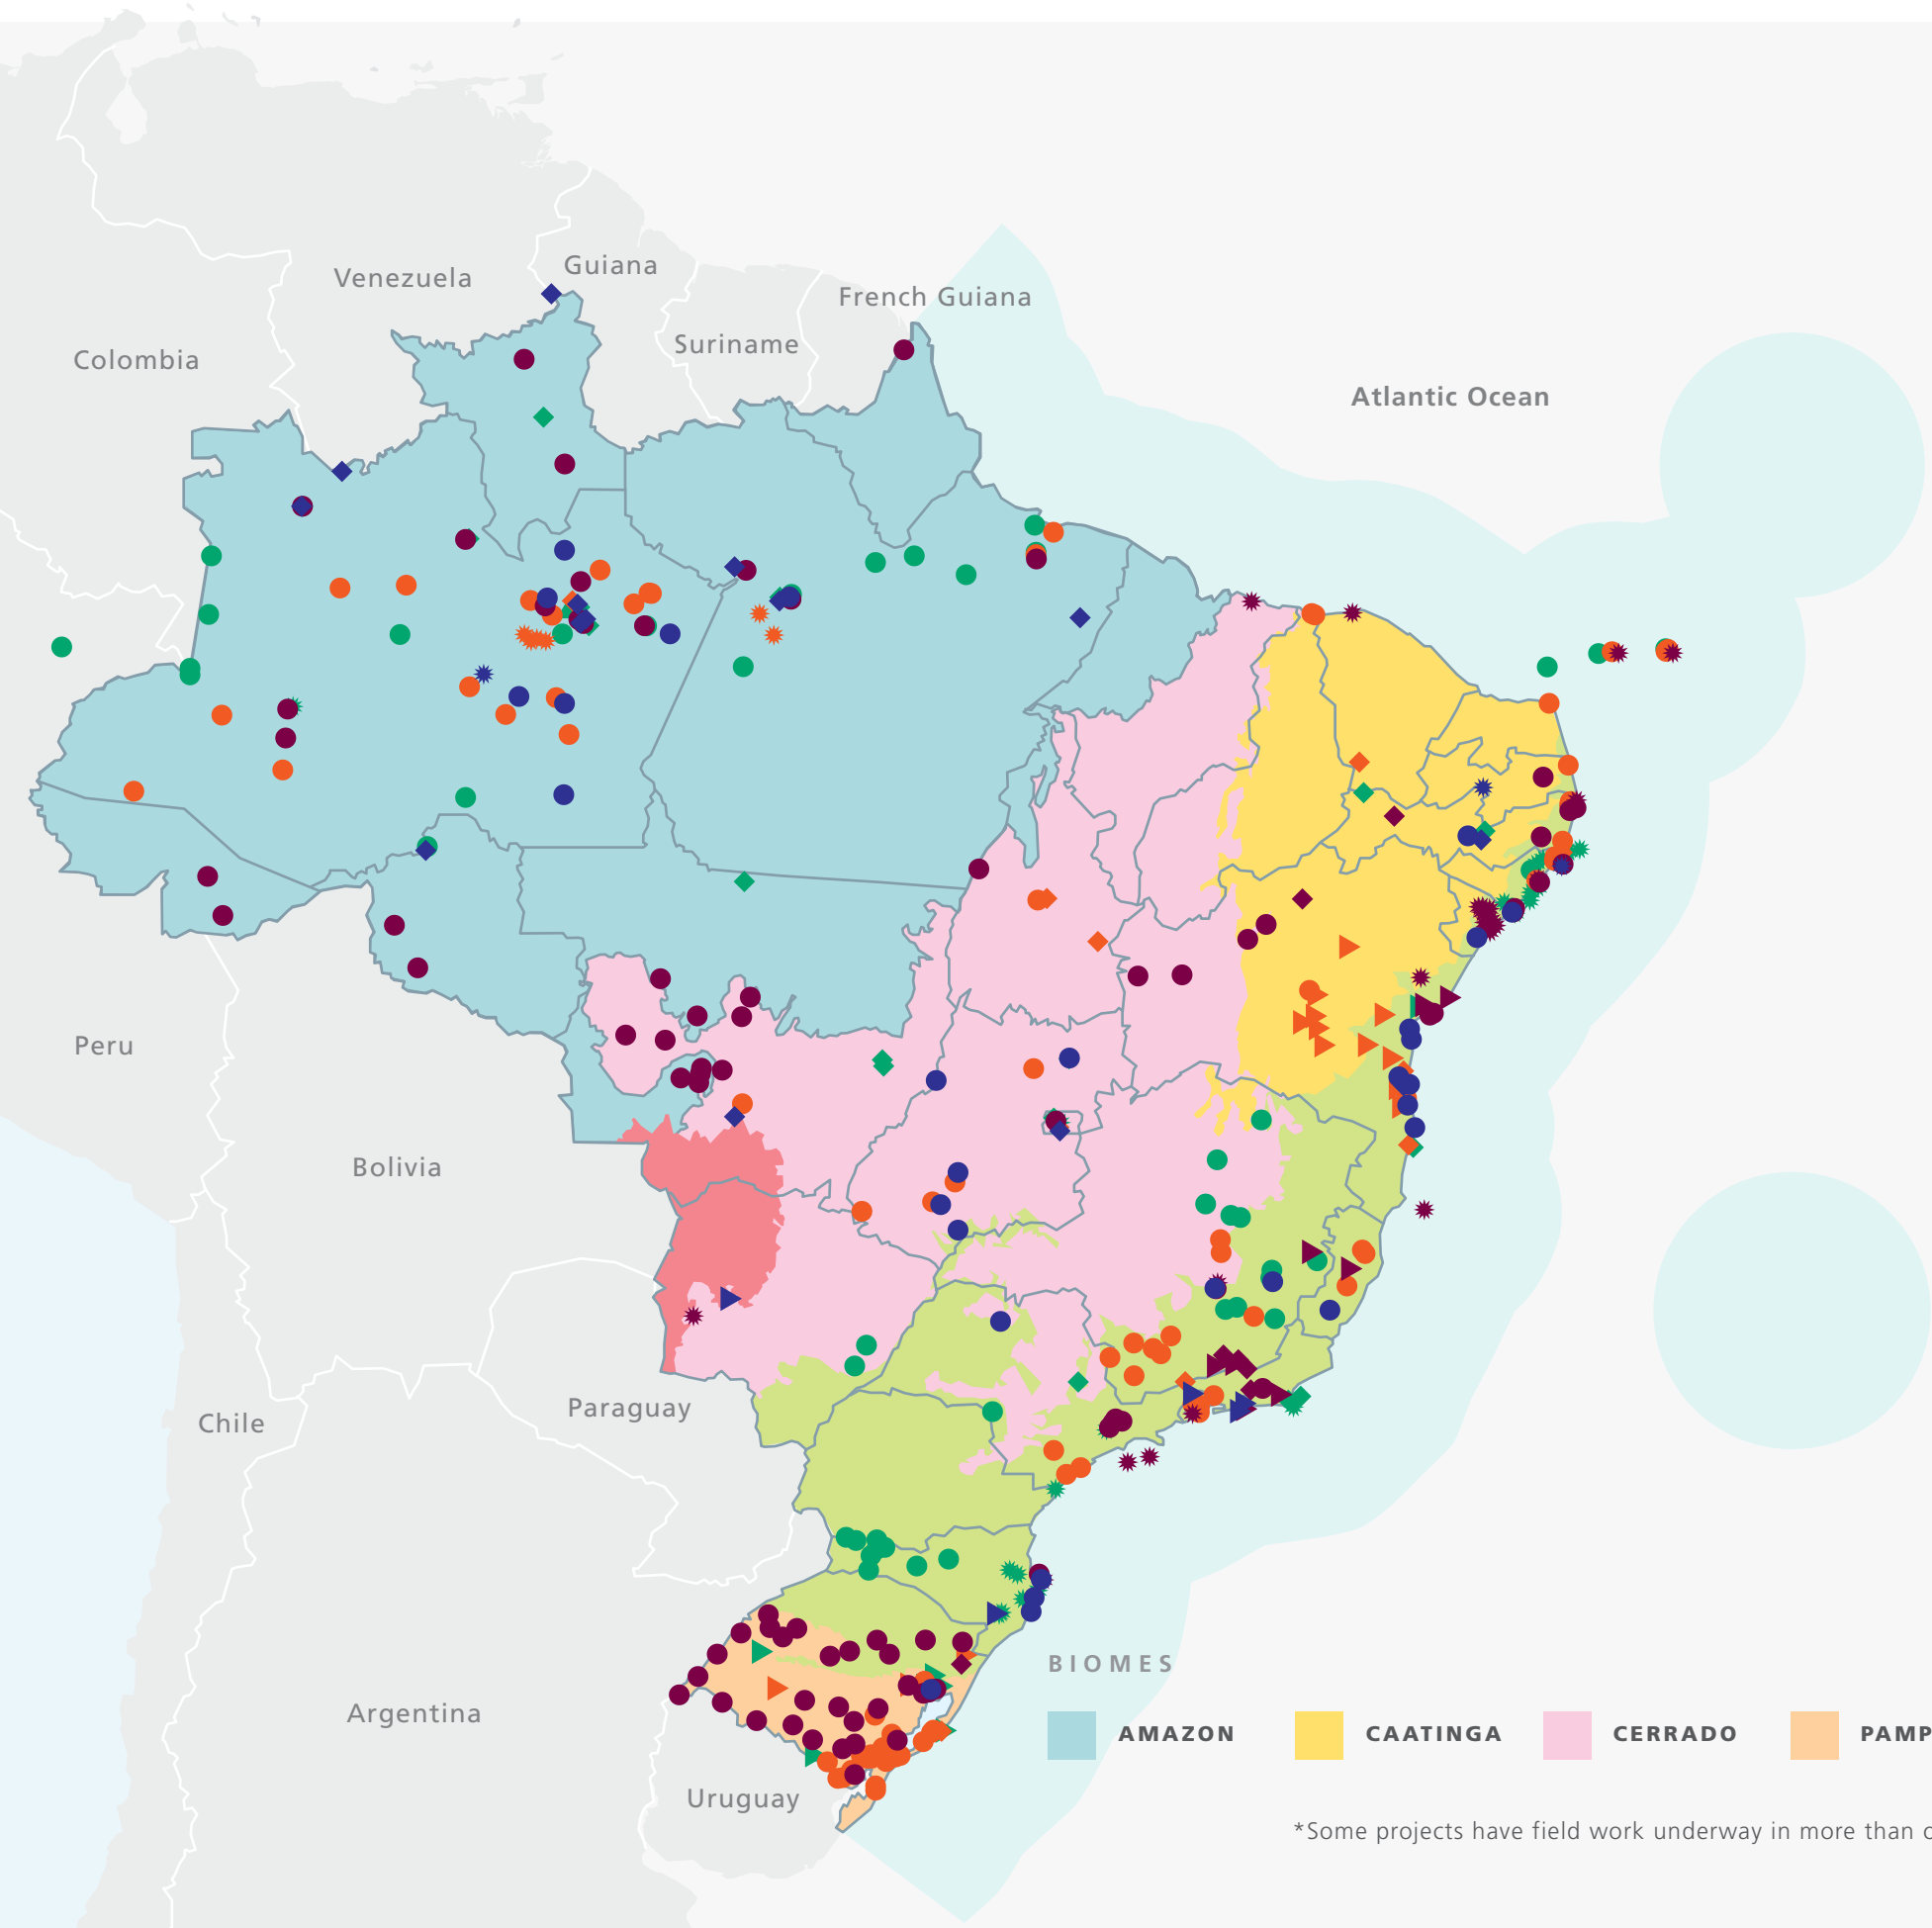 Guiana
Venezuela
French Guiana
Suriname
Colombia
Atlantic Ocean
Peru
Bolivia
Paraguay
Chile
BIOMES
Argentina
AMAZON
CAATINGA
CERRADO
PAMP
Uruguay
*Some projects have field work underway in more than